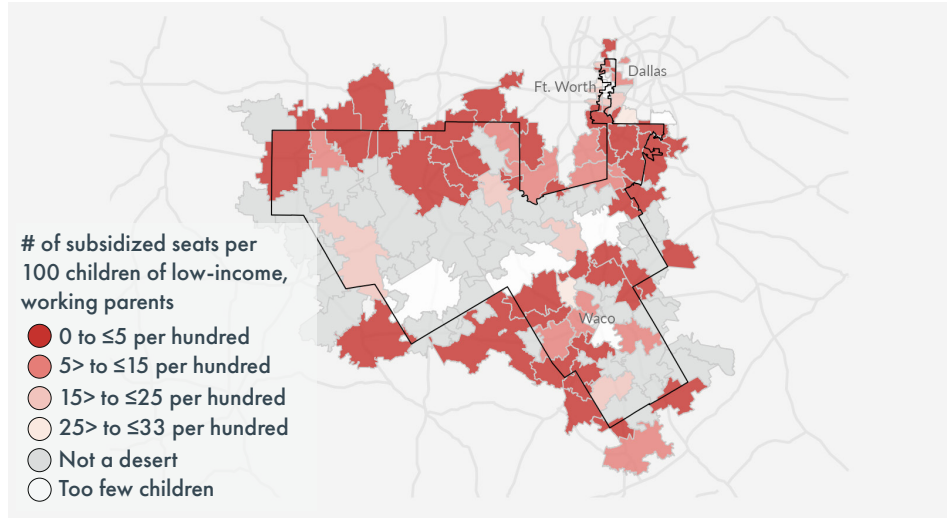 Dallas
Ft. Worth
Waco
# of subsidized seats per
100 children of low-income,
working parents
0 to ≤5 per hundred
5> to ≤15 per hundred
15> to ≤25 per hundred
25> to ≤33 per hundred
Not a desert
Too few children